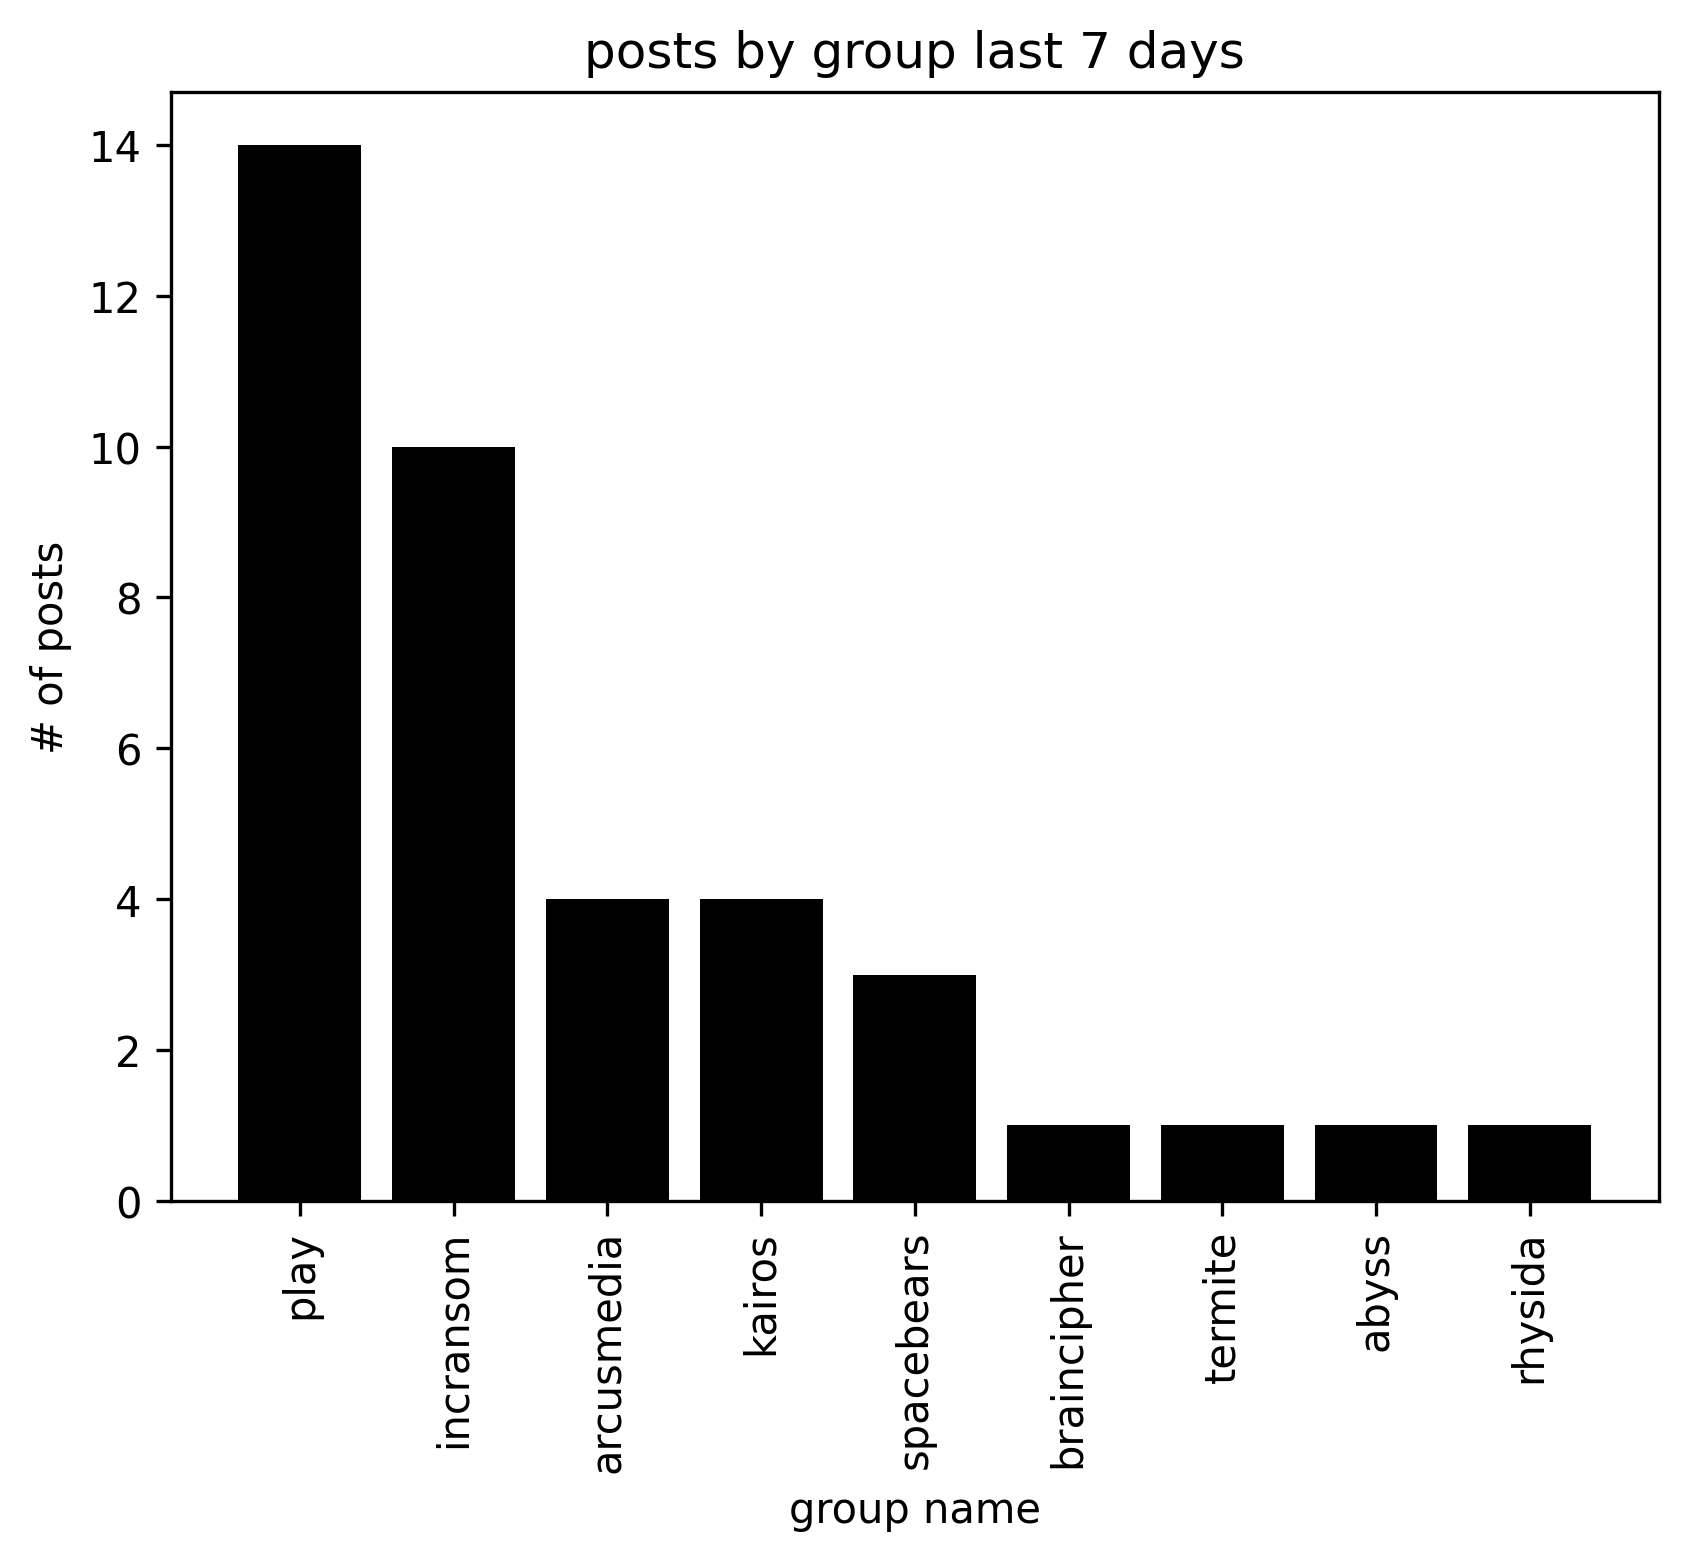 posts by group last 7 days
14
12
10
8
6
4
2
0
# of posts
play
incransom
arcusmedia
kairos
spacebears
braincipher
termite
abyss
rhysida
group name